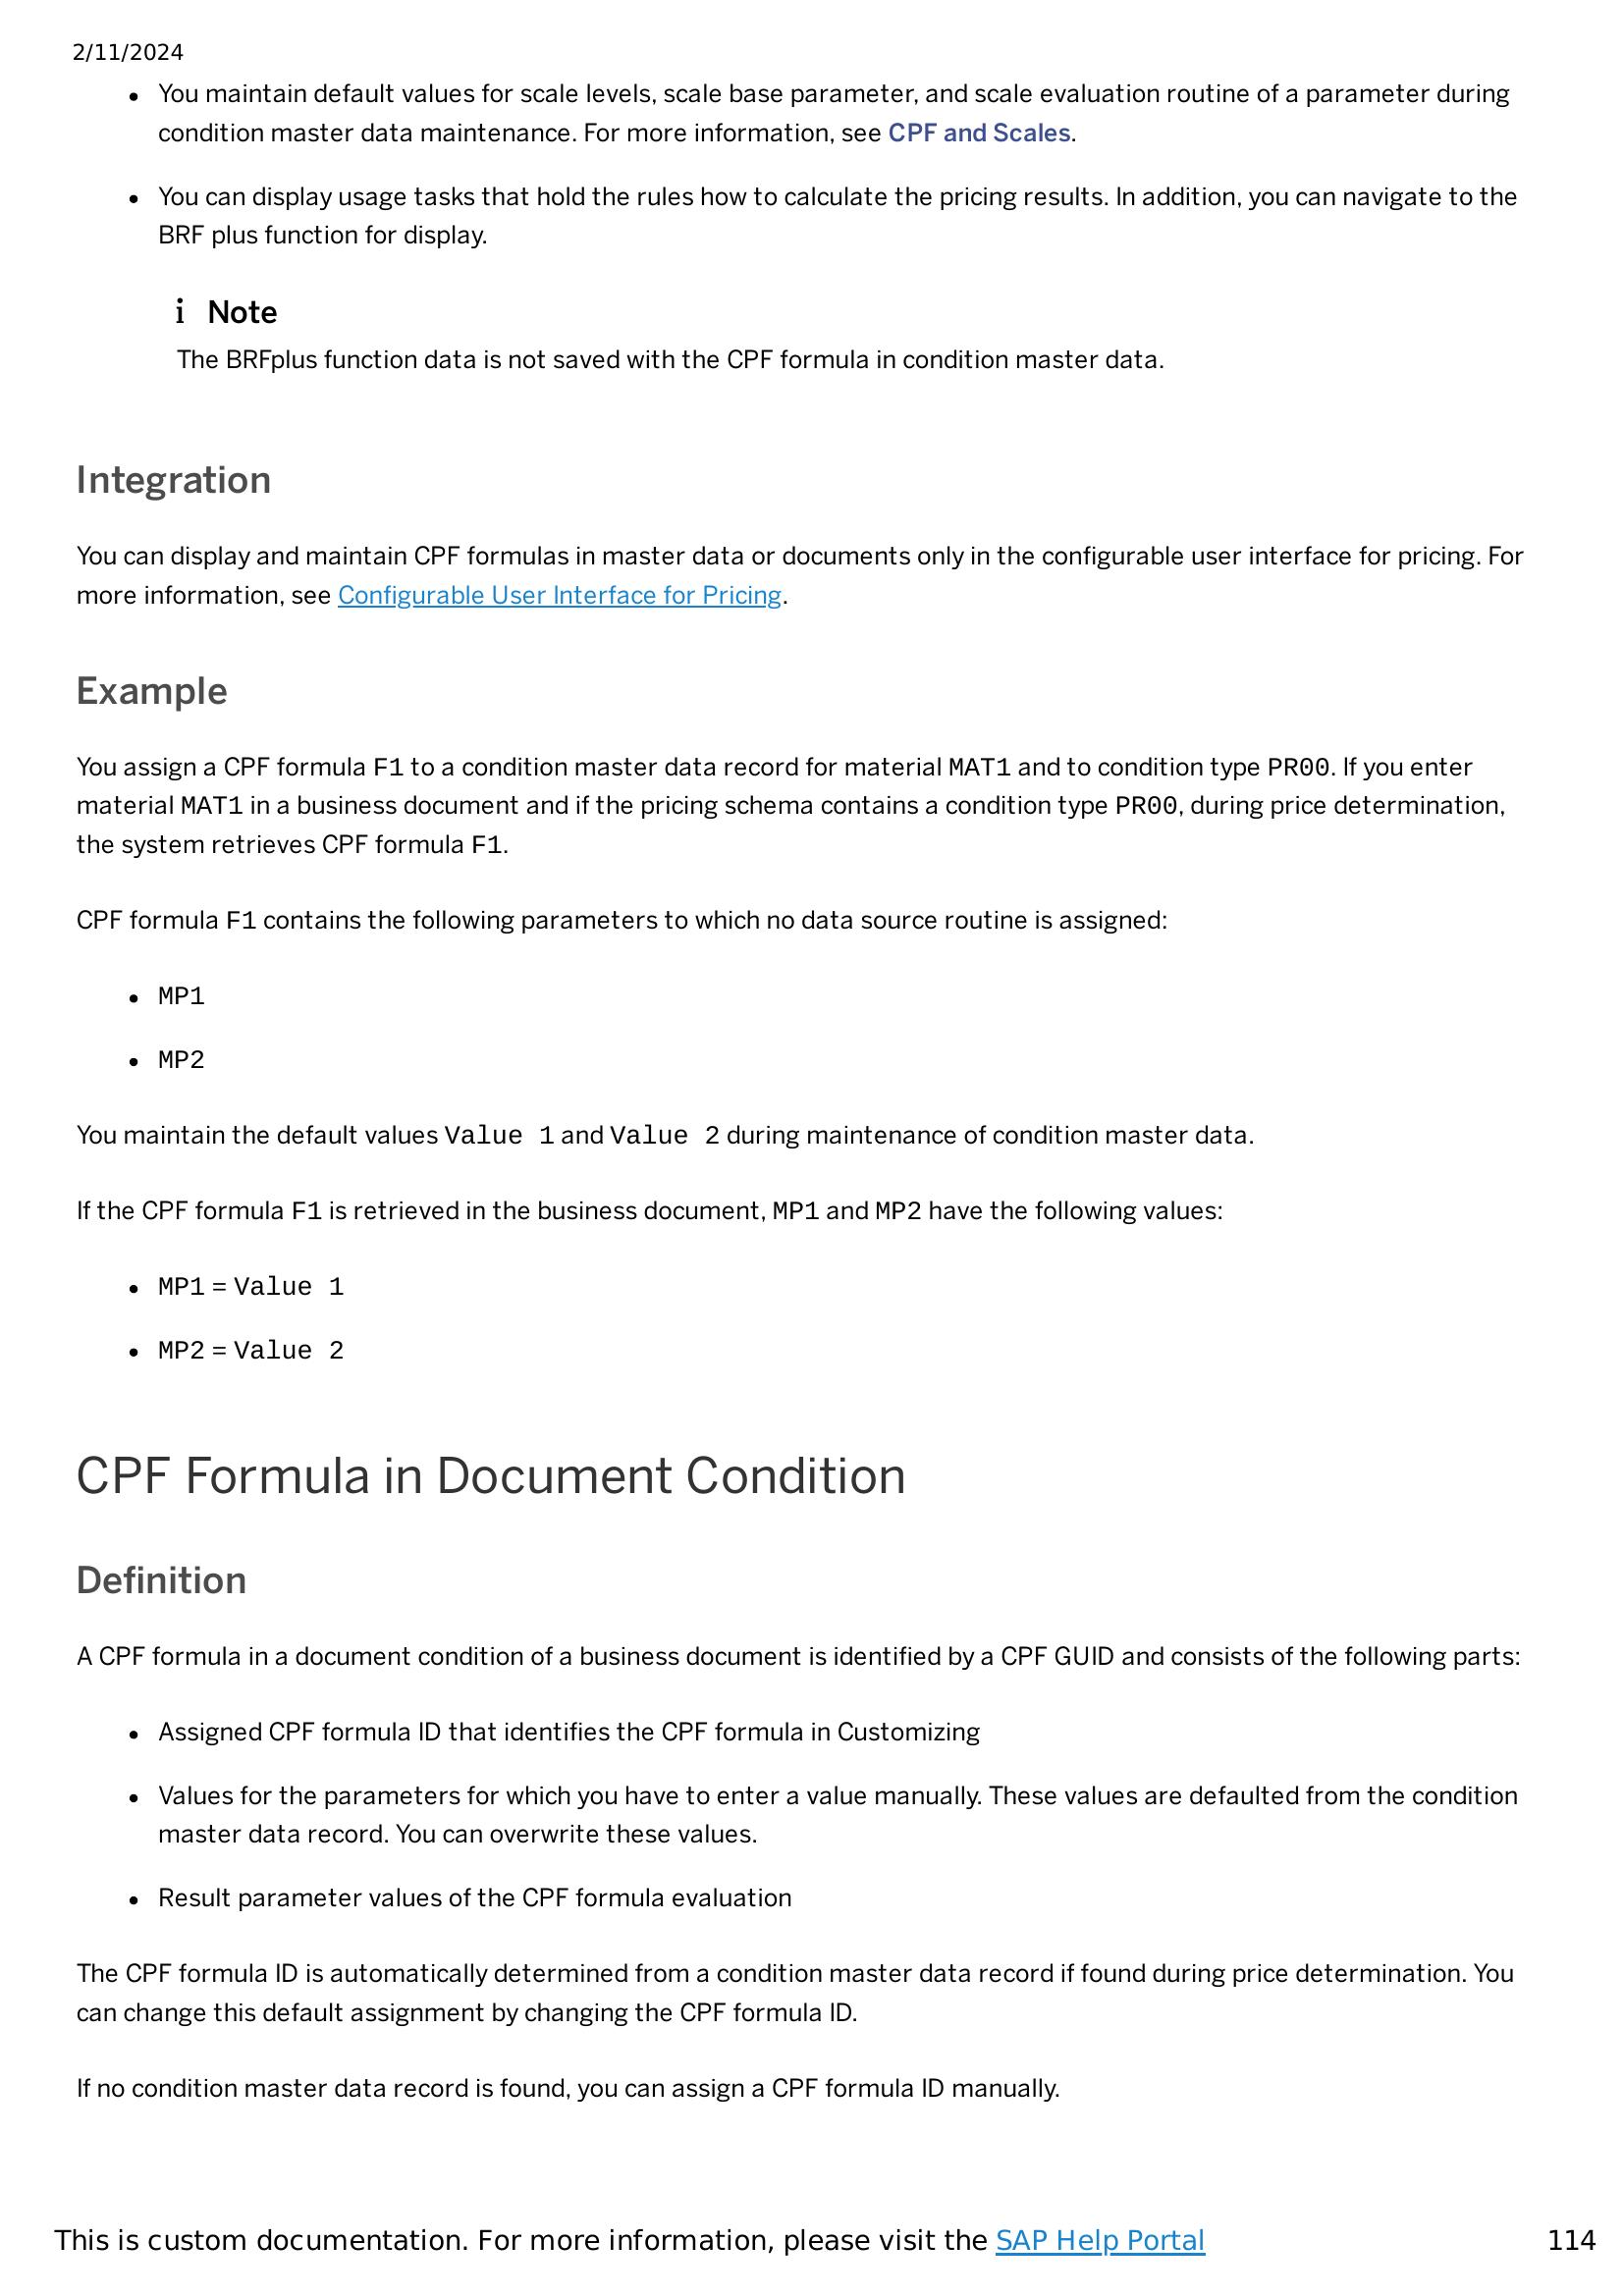 2/11/2024
• You maintain default values for scale levels, scale base parameter, and scale evaluation routine of a parameter during
condition master data maintenance. For more information, see CPF and Scales.
• You can display usage tasks that hold the rules how to calculate the pricing results. In addition, you can navigate to the
BRF plus function for display.
i Note
The BRFplus function data is not saved with the CPF formula in condition master data.
Integration
You can display and maintain CPF formulas in master data or documents only in the configurable user interface for pricing. For
more information, see Configurable User Interface for Pricing.
Example
You assign a CPF formula F1 to a condition master data record for material MAT1 and to condition type PR00. If you enter
material MAT1 in a business document and if the pricing schema contains a condition type PR00, during price determination,
the system retrieves CPF formula F1.
CPF formula F1 contains the following parameters to which no data source routine is assigned:
• MP1
• MP2
You maintain the default values Value 1 and Value 2 during maintenance of condition master data.
If the CPF formula F1 is retrieved in the business document, MP1 and MP2 have the following values:
• MP1 = Value 1
• MP2 = Value 2
CPF Formula in Document Condition
Definition
A CPF formula in a document condition of a business document is identified by a CPF GUID and consists of the following parts:
• Assigned CPF formula ID that identifies the CPF formula in Customizing
• Values for the parameters for which you have to enter a value manually. These values are defaulted from the condition
master data record. You can overwrite these values.
• Result parameter values of the CPF formula evaluation
The CPF formula ID is automatically determined from a condition master data record if found during price determination. You
can change this default assignment by changing the CPF formula ID.
If no condition master data record is found, you can assign a CPF formula ID manually.
This is custom documentation. For more information, please visit the SAP Help Portal 114